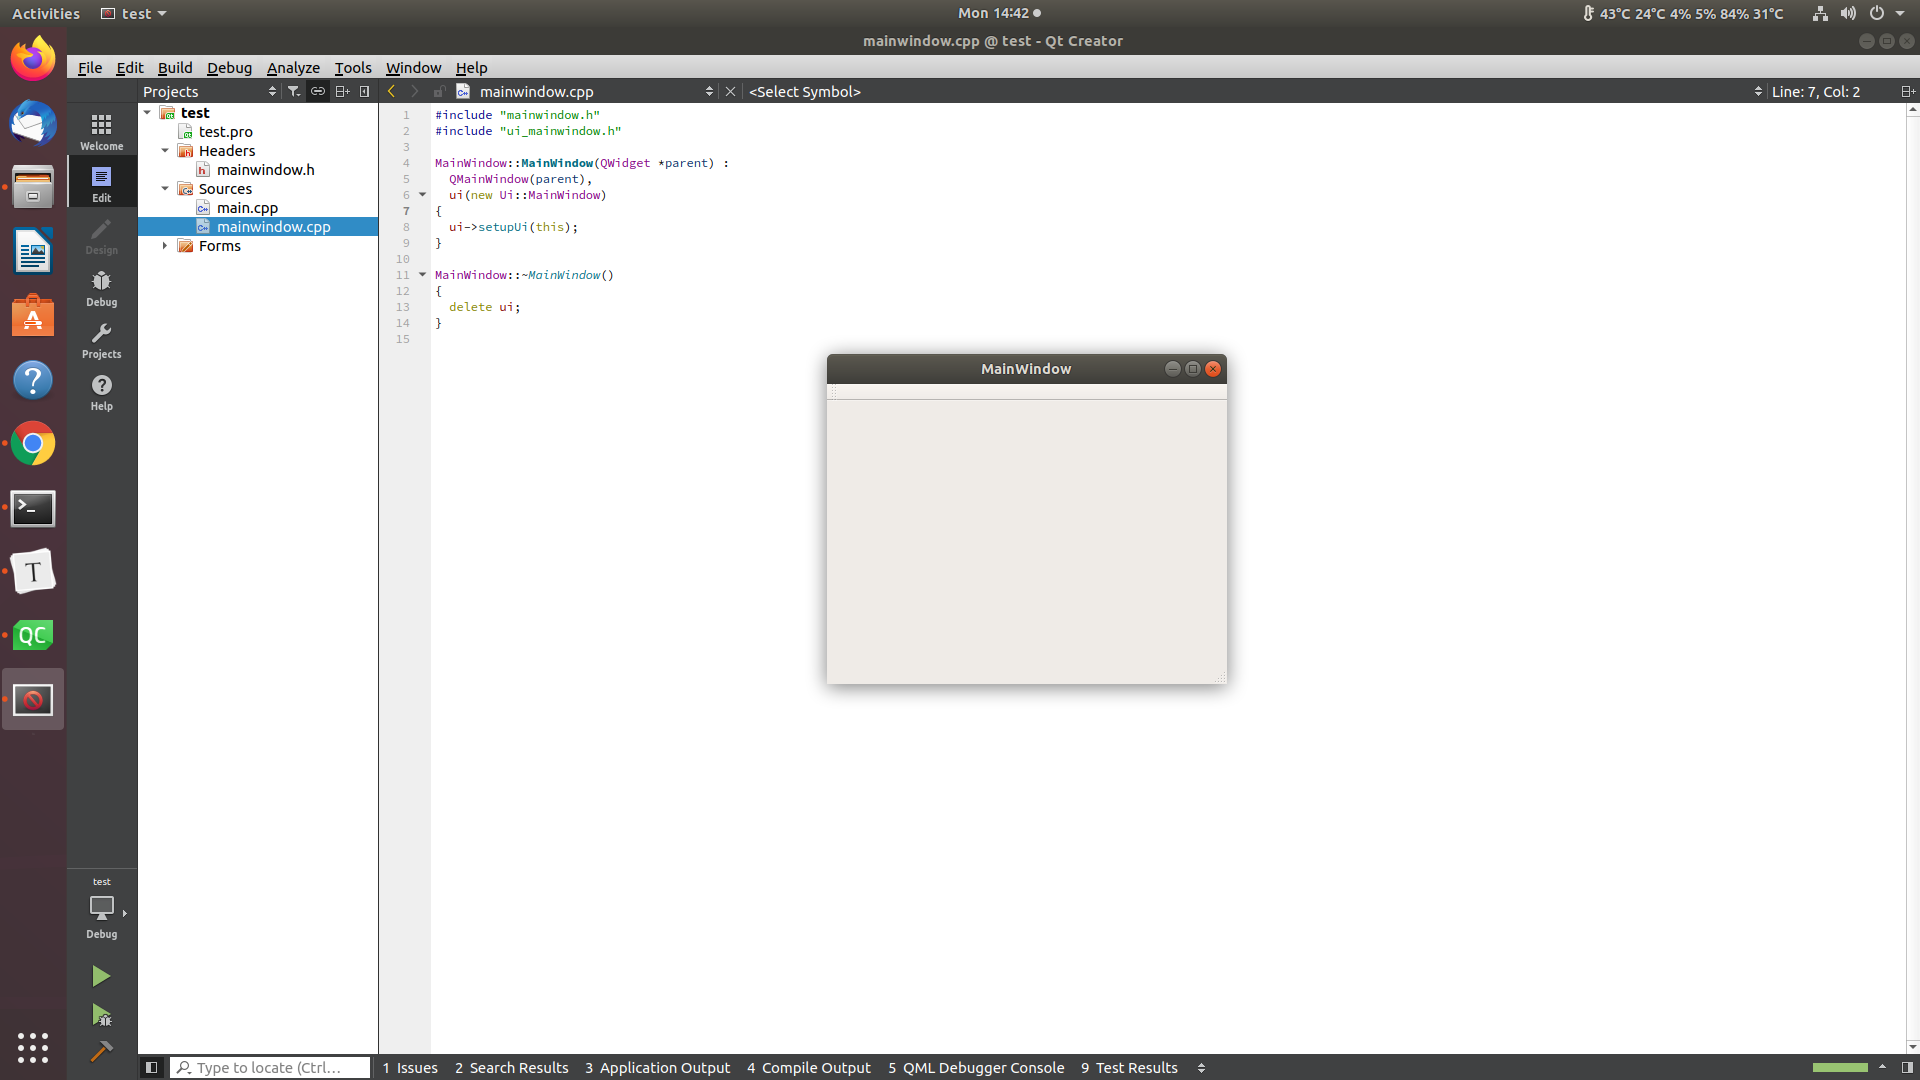 Activities test Mon 14:42 43°C 24°C 4% 5% 84% 31°C
mainwindow.cpp @ test - Qt Creator
File Edit Build Debug Analyze Tools Window Help
Projects mainwindow.cpp <Select Symbol> Line: 7, Col: 2
Welcome
Edit
Design
Debug
Projects
Help
test
Debug
test
test.pro
Headers
mainwindow.h
Sources
main.cpp
mainwindow.cpp
Forms
1 #include "mainwindow.h"
2 #include "ui_mainwindow.h"
3
4 MainWindow::MainWindow(QWidget *parent) :
5 QMainWindow(parent),
6 ui(new Ui::MainWindow)
7 {
8 ui->setupUi(this);
9 }
10
11 MainWindow::~MainWindow()
12 {
13 delete ui;
14 }
15
MainWindow
T
QC
Type to locate (Ctrl... 1 Issues 2 Search Results 3 Application Output 4 Compile Output 5 QML Debugger Console 9 Test Results